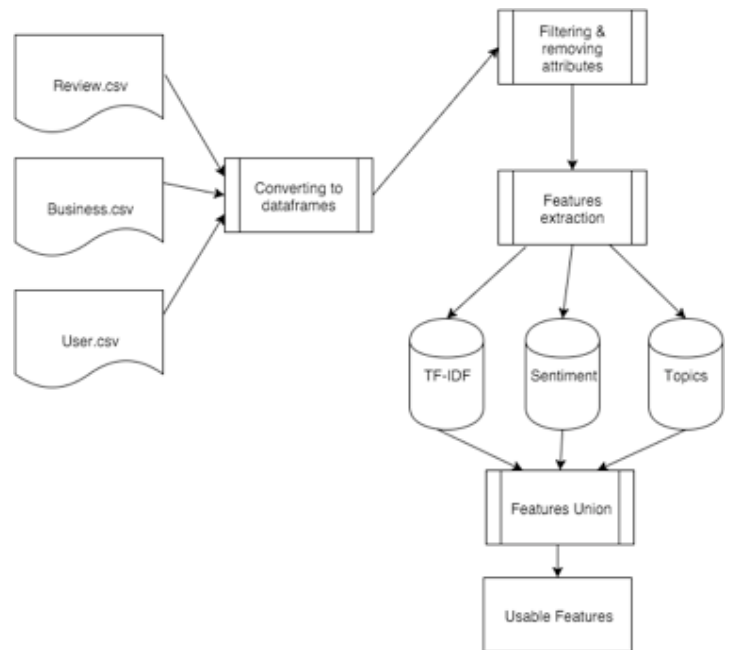 Review.csv
Business.csv
User.csv
Converting to
dataframes
Filtering &
removing
attributes
Features
extraction
TF-IDF
Sentiment
Topics
Features Union
Usable Features